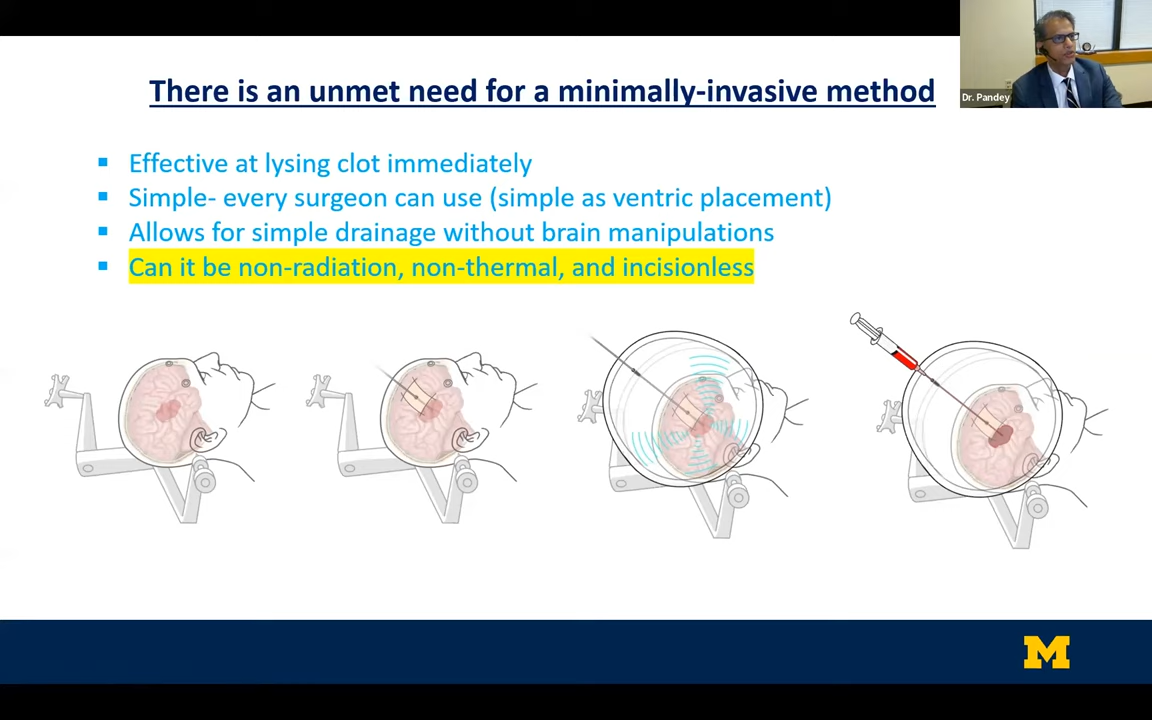 There is an unmet need for a minimally-invasive method
Dr. Pandey
Effective at lysing clot immediately
Simple- every surgeon can use (simple as ventric placement)
Allows for simple drainage without brain manipulations
Can it be non-radiation, non-thermal, and incisionless
M